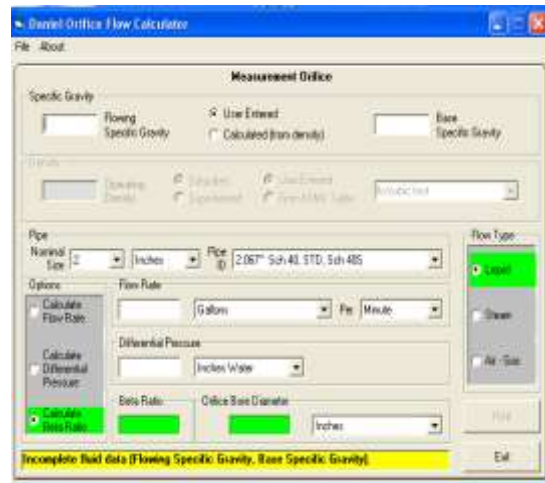 Daniel Orifice Flow Calculator
File About
Measurement Orifice
Specific Gravity
Flowing Specific Gravity
User Entered
Calculated (from density)
Base Specific Gravity
Density
Operating Density
User Entered
Pipe
Nominal Size 2 Inches Pipe ID 2.067" Sch 40, STD, Sch 40S
Flow Type
Liquid
Steam
Air - Gas
Options
Calculate Flow Rate
Calculate Differential Pressure
Calculate Beta Ratio
Flow Rate
Gallons Per Minute
Differential Pressure
Inches Water
Beta Ratio
Orifice Bore Diameter
Inches
Incomplete fluid data (Flowing Specific Gravity, Base Specific Gravity)
Exit